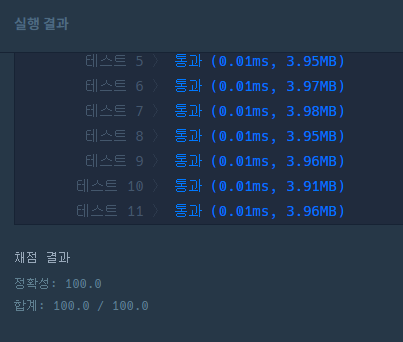 실행 결과
테스트 5 〉 통과 (0.01ms, 3.95MB)
테스트 6 〉 통과 (0.01ms, 3.97MB)
테스트 7 〉 통과 (0.01ms, 3.98MB)
테스트 8 〉 통과 (0.01ms, 3.95MB)
테스트 9 〉 통과 (0.01ms, 3.96MB)
테스트 10 〉 통과 (0.01ms, 3.91MB)
테스트 11 〉 통과 (0.01ms, 3.96MB)
채점 결과
정확성: 100.0
합계: 100.0 / 100.0